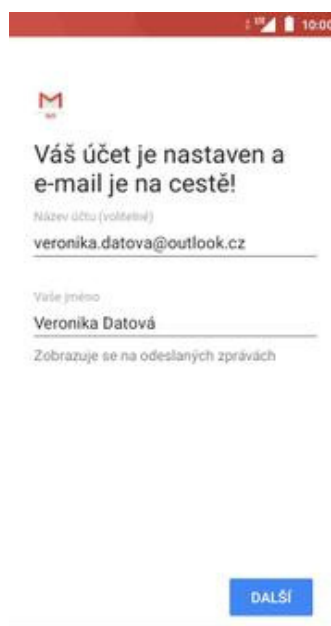 10:00
Váš účet je nastaven a
e-mail je na cestě!
Název účtu (volitelné)
veronika.datova@outlook.cz
Vaše jméno
Veronika Datová
Zobrazuje se na odeslaných zprávách
DALŠÍ